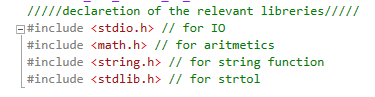 /////declaretion of the relevant libreries/////
#include <stdio.h> // for IO
#include <math.h> // for aritmetics
#include <string.h> // for string function
#include <stdlib.h> // for strtol